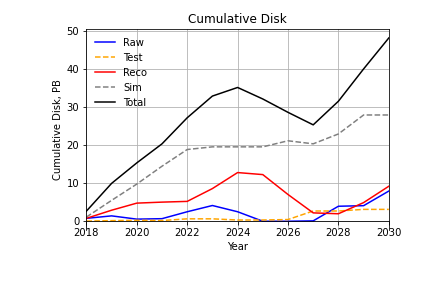 Cumulative Disk
50
40
30
20
10
0
Cumulative Disk, PB
Raw
Test
Reco
Sim
Total
2018 2020 2022 2024 2026 2028 2030
Year